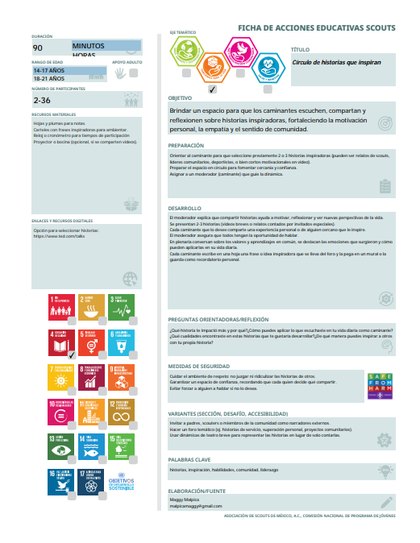 FICHA DE ACCIONES EDUCATIVAS SCOUTS
DURACIÓN
90
MINUTOS
HORAS
RANGO DE EDAD
APOYO ADULTO
14-17 AÑOS
18-21 AÑOS
NÚMERO DE PARTICIPANTES
2-36
RECURSOS MATERIALES
Hojas y plumas para notas
Carteles con frases inspiradoras para ambientar
Reloj o cronómetro para tiempos de participación
Proyector o bocina (opcional, si se comparten videos).
ENLACES Y RECURSOS DIGITALES
Opción para seleccionar historias:
https://www.ted.com/talks
EJE TEMÁTICO
TÍTULO
Círculo de historias que inspiran
OBJETIVO
Brindar un espacio para que los caminantes escuchen, compartan y
reflexionen sobre historias inspiradoras, fortaleciendo la motivación
personal, la empatía y el sentido de comunidad.
PREPARACIÓN
Orientar al caminante para que seleccione previamente 2 o 3 historias inspiradoras (pueden ser relatos de scouts,
líderes comunitarios, deportistas o experiencias personales).
Preparar el espacio en círculo para fomentar cercanía y confianza.
Asignar a un moderador (caminante) que guíe la dinámica.
DESARROLLO
El moderador explica que compartir historias ayuda a motivar, reflexionar y ver nuevas perspectivas de la vida.
Se presentan 2-3 historias (videos breves o relatos contados por invitados especiales)
Cada caminante que lo desee comparte una experiencia personal o de alguien cercano que le inspire.
El moderador asegura que todos tengan la oportunidad de hablar.
En plenaria conversan sobre los valores y aprendizajes en común, se destacan las emociones que surgieron y cómo
pueden aplicarlas en su vida diaria.
Cada caminante escribe en una hoja una frase o idea inspiradora que se lleva del foro y la pega en un mural o la
guarda como recordatorio personal.
PREGUNTAS ORIENTADORAS/REFLEXIÓN
¿Qué historia te impactó más y por qué?¿Cómo puedes aplicar lo que escuchaste en tu vida diaria como caminante?
¿Qué cualidades encontraste en estas historias que te gustaría desarrollar?¿De qué manera puedes inspirar a otros
con tu propia historia?
MEDIDAS DE SEGURIDAD
Cuidar el ambiente de respeto: no juzgar ni ridiculizar las historias de otros.
Garantizar un espacio de confianza, recordando que cada quien decide qué compartir.
Evitar forzar a alguien a hablar si no lo desea.
SAFE
FROM
HARM
VARIANTES (SECCIÓN, DESAFÍO, ACCESIBILIDAD)
Invitar a padres, scouters o miembros de la comunidad como narradores externos.
Hacer un foro temático (ej. historias de servicio, superación personal, proyectos comunitarios).
Usar dinámicas de teatro breve para representar las historias en lugar de solo contarlas.
PALABRAS CLAVE
historias, inspiración, habilidades, comunidad, liderazgo
ELABORACIÓN/FUENTE
Maggy Malpica
malpicamaggy@gmail.com
ASOCIACIÓN DE SCOUTS DE MÉXICO, A.C., COMISIÓN NACIONAL DE PROGRAMA DE JÓVENES